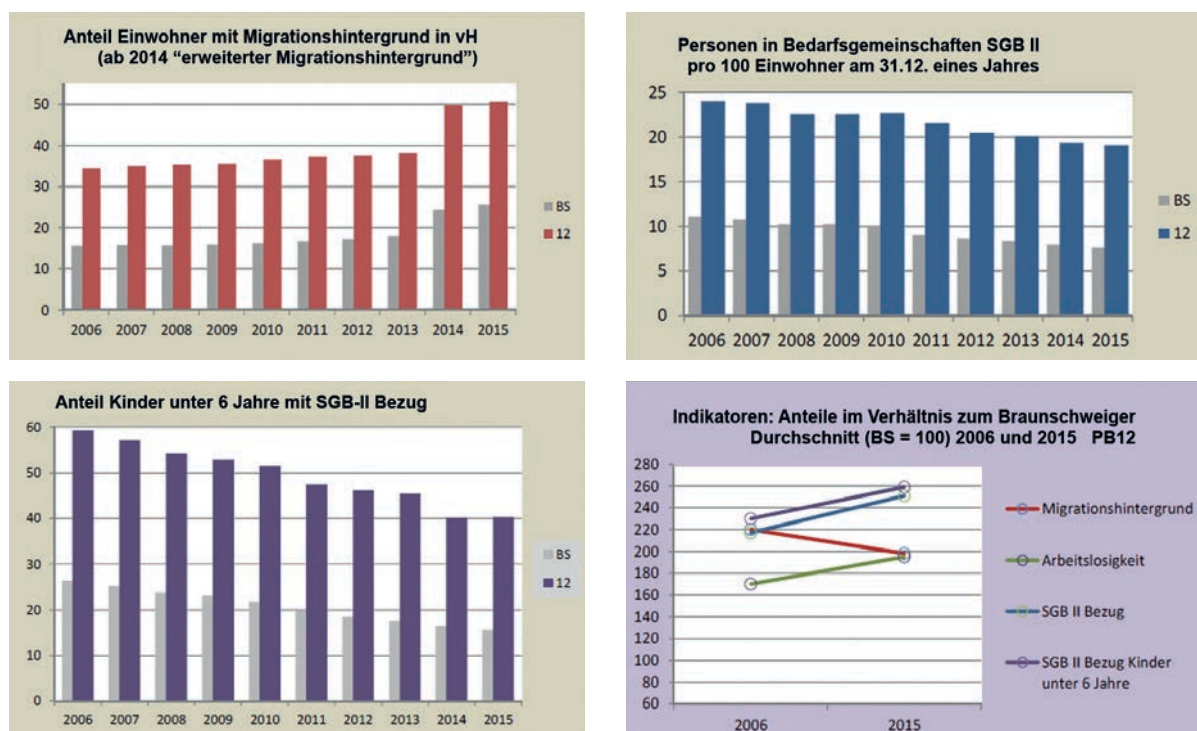 Anteil Einwohner mit Migrationshintergrund in vH
(ab 2014 “erweiterter Migrationshintergrund”)
50
40
30
20
10
0
2006 2007 2008 2009 2010 2011 2012 2013 2014 2015
BS
12
Personen in Bedarfsgemeinschaften SGB II
pro 100 Einwohner am 31.12. eines Jahres
25
20
15
10
5
0
2006 2007 2008 2009 2010 2011 2012 2013 2014 2015
BS
12
Anteil Kinder unter 6 Jahre mit SGB-II Bezug
60
50
40
30
20
10
0
2006 2007 2008 2009 2010 2011 2012 2013 2014 2015
BS
12
Indikatoren: Anteile im Verhältnis zum Braunschweiger
Durchschnitt (BS = 100) 2006 und 2015 PB12
280
260
240
220
200
180
160
140
120
100
80
60
2006 2015
Migrationshintergrund
Arbeitslosigkeit
SGB II Bezug
SGB II Bezug Kinder
unter 6 Jahre